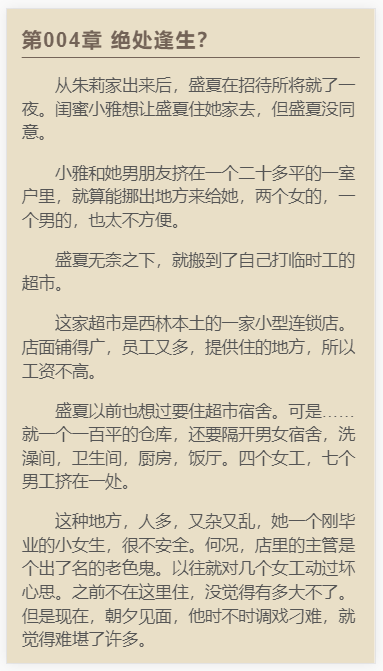 第004章 绝处逢生？
从朱莉家出来后，盛夏在招待所将就了一
夜。闺蜜小雅想让盛夏住她家去，但盛夏没同
意。
小雅和她男朋友挤在一个二十多平的一室
户里，就算能挪出地方来给她，两个女的，一
个男的，也太不方便。
盛夏无奈之下，就搬到了自己打临时工的
超市。
这家超市是西林本土的一家小型连锁店。
店面铺得广，员工又多，提供住的地方，所以
工资不高。
盛夏以前也想过要住超市宿舍。可是……
就一个一百平的仓库，还要隔开男女宿舍，洗
澡间，卫生间，厨房，饭厅。四个女工，七个
男工挤在一处。
这种地方，人多，又杂又乱，她一个刚毕
业的小女生，很不安全。何况，店里的主管是
个出了名的老色鬼。以往就对几个女工动过坏
心思。之前不在这里住，没觉得有多大不了。
但是现在，朝夕见面，他时不时调戏刁难，就
觉得难堪了许多。